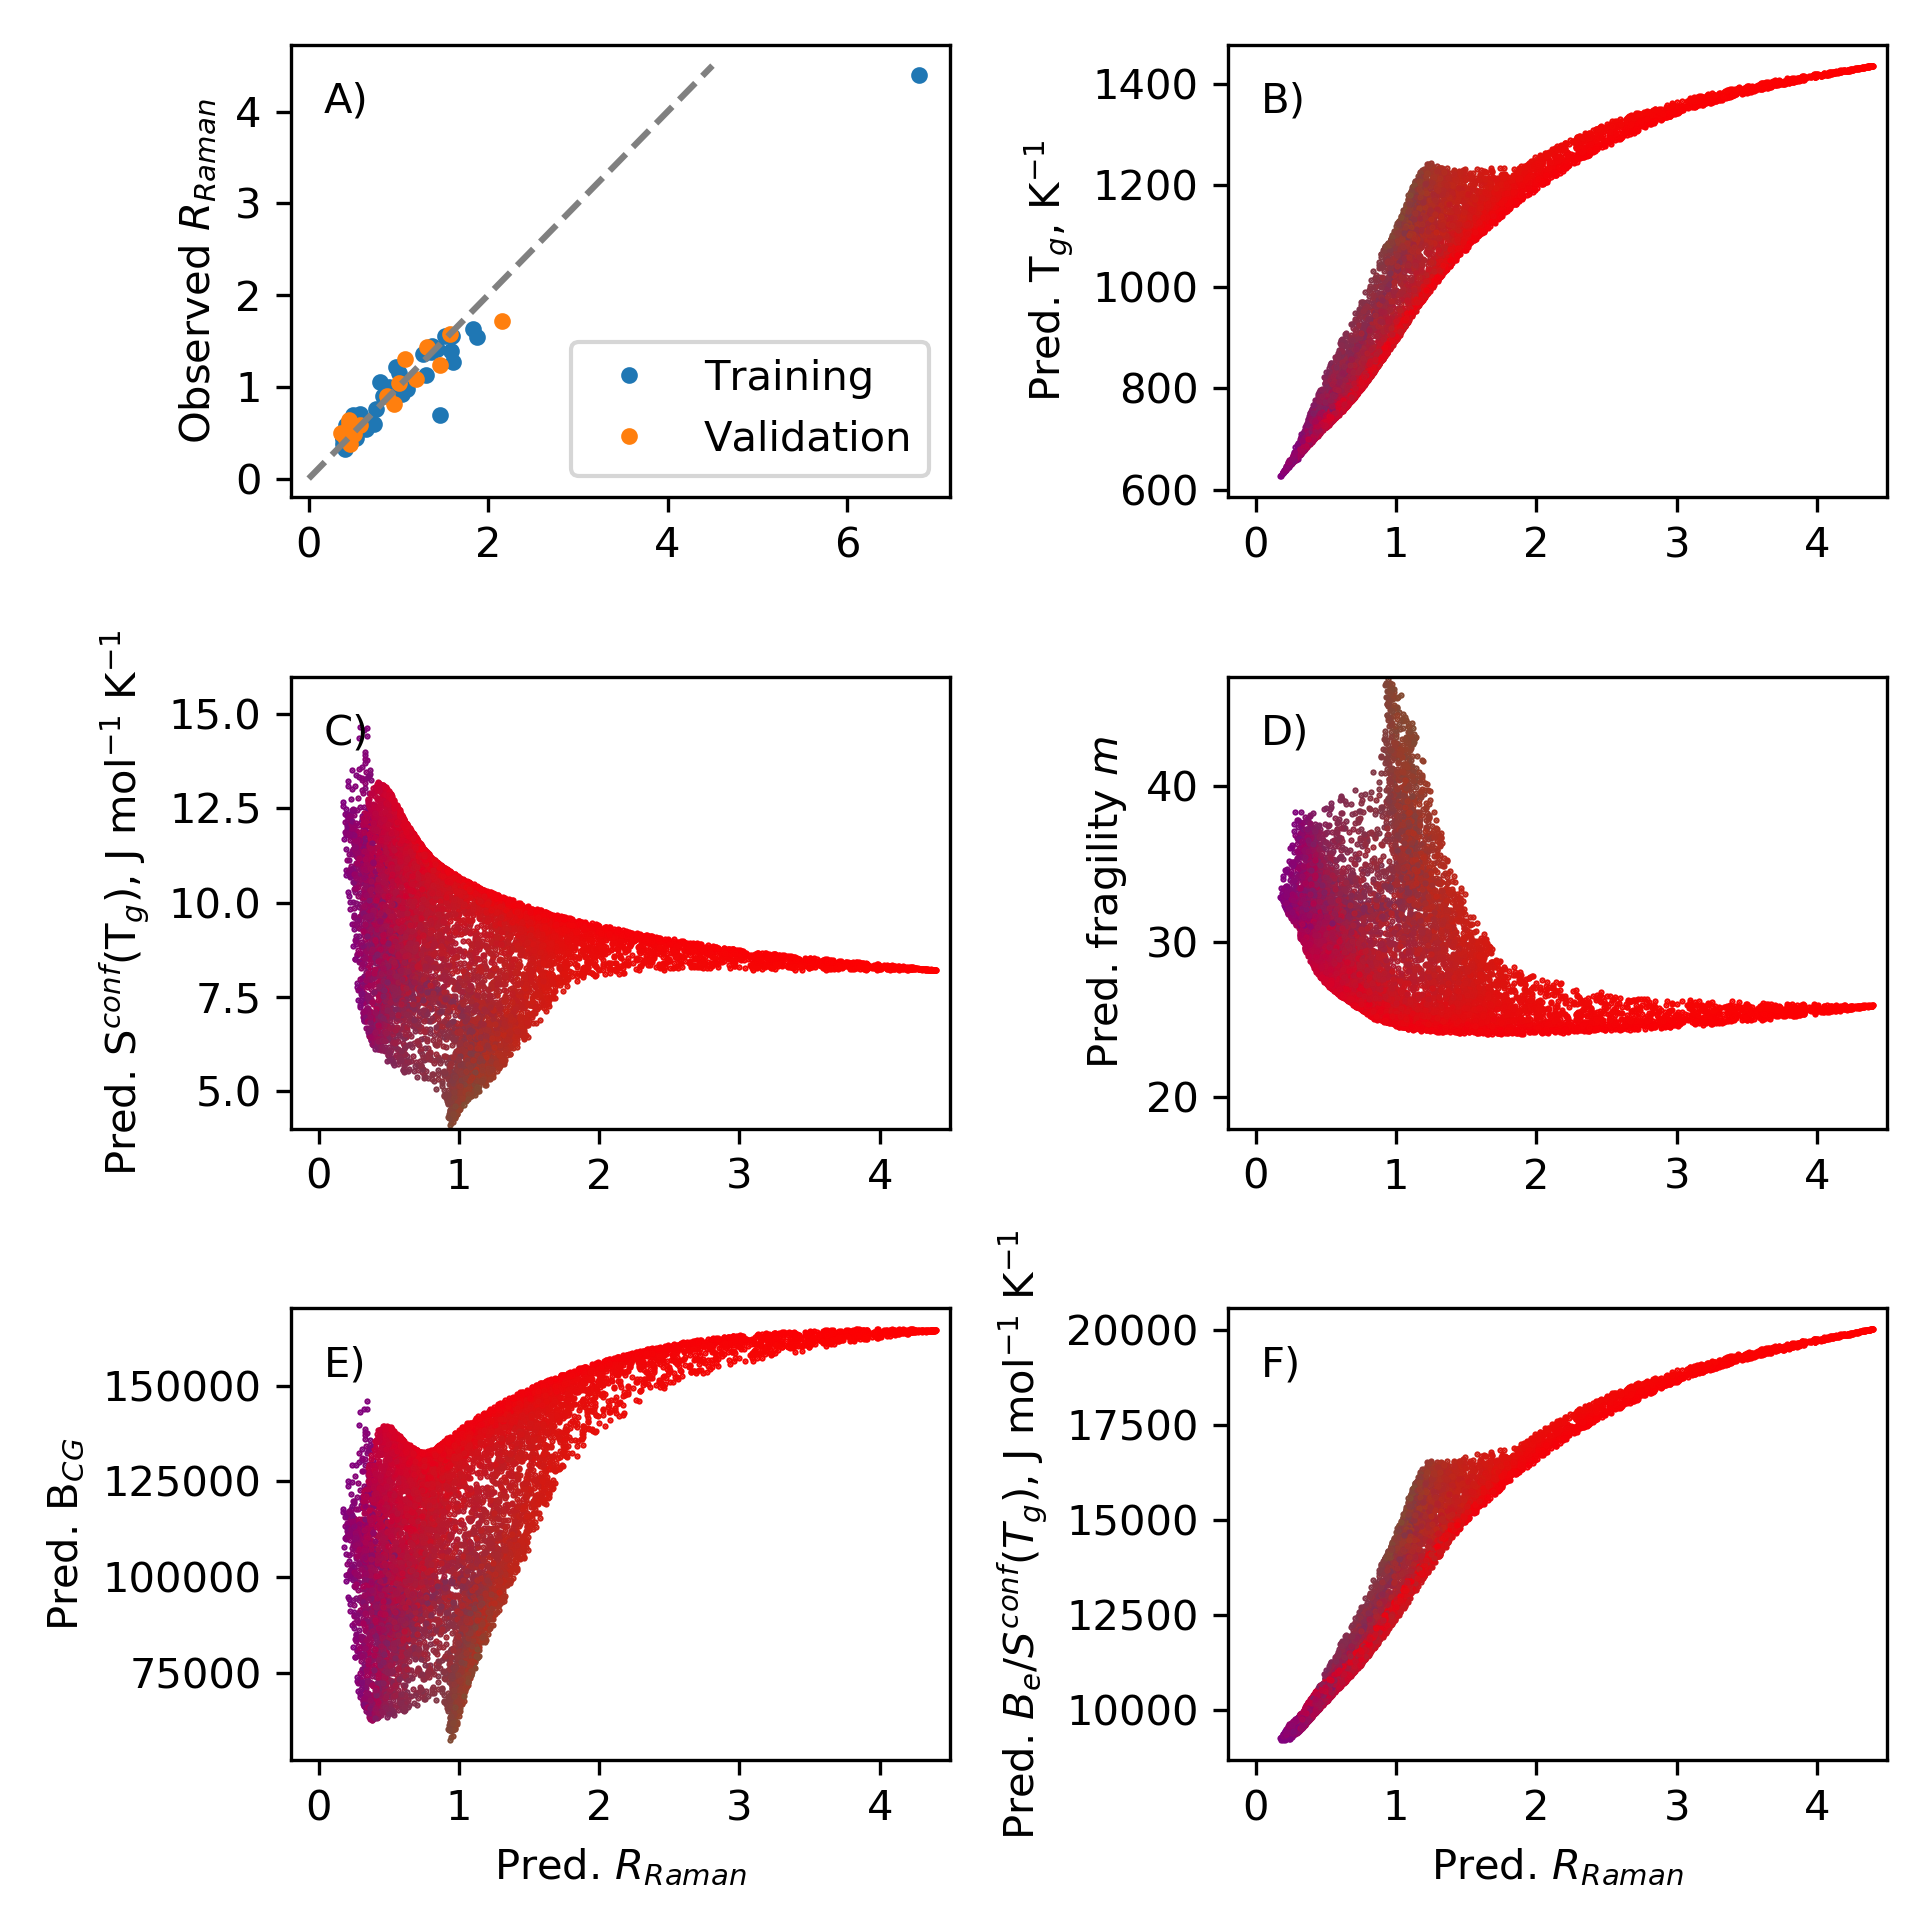 A)
Observed R_Raman
4
3
2
1
0
0 2 4 6
Training
Validation
B)
Pred. T_g, K⁻¹
1400
1200
1000
800
600
0 1 2 3 4
C)
Pred. S^conf(T_g), J mol⁻¹ K⁻¹
15.0
12.5
10.0
7.5
5.0
0 1 2 3 4
D)
Pred. fragility m
40
30
20
0 1 2 3 4
E)
Pred. B_CG
150000
125000
100000
75000
0 1 2 3 4
Pred. R_Raman
F)
Pred. B_e/S^conf(T_g), J mol⁻¹ K⁻¹
20000
17500
15000
12500
10000
0 1 2 3 4
Pred. R_Raman